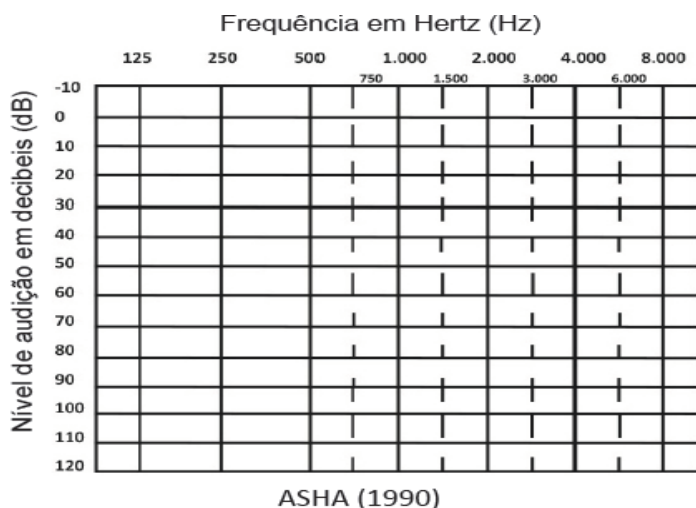 Frequência em Hertz (Hz)
125 250 500 1.000 2.000 4.000 8.000
750 1.500 3.000 6.000
Nível de audição em decibeis (dB)
-10
0
10
20
30
40
50
60
70
80
90
100
110
120
ASHA (1990)